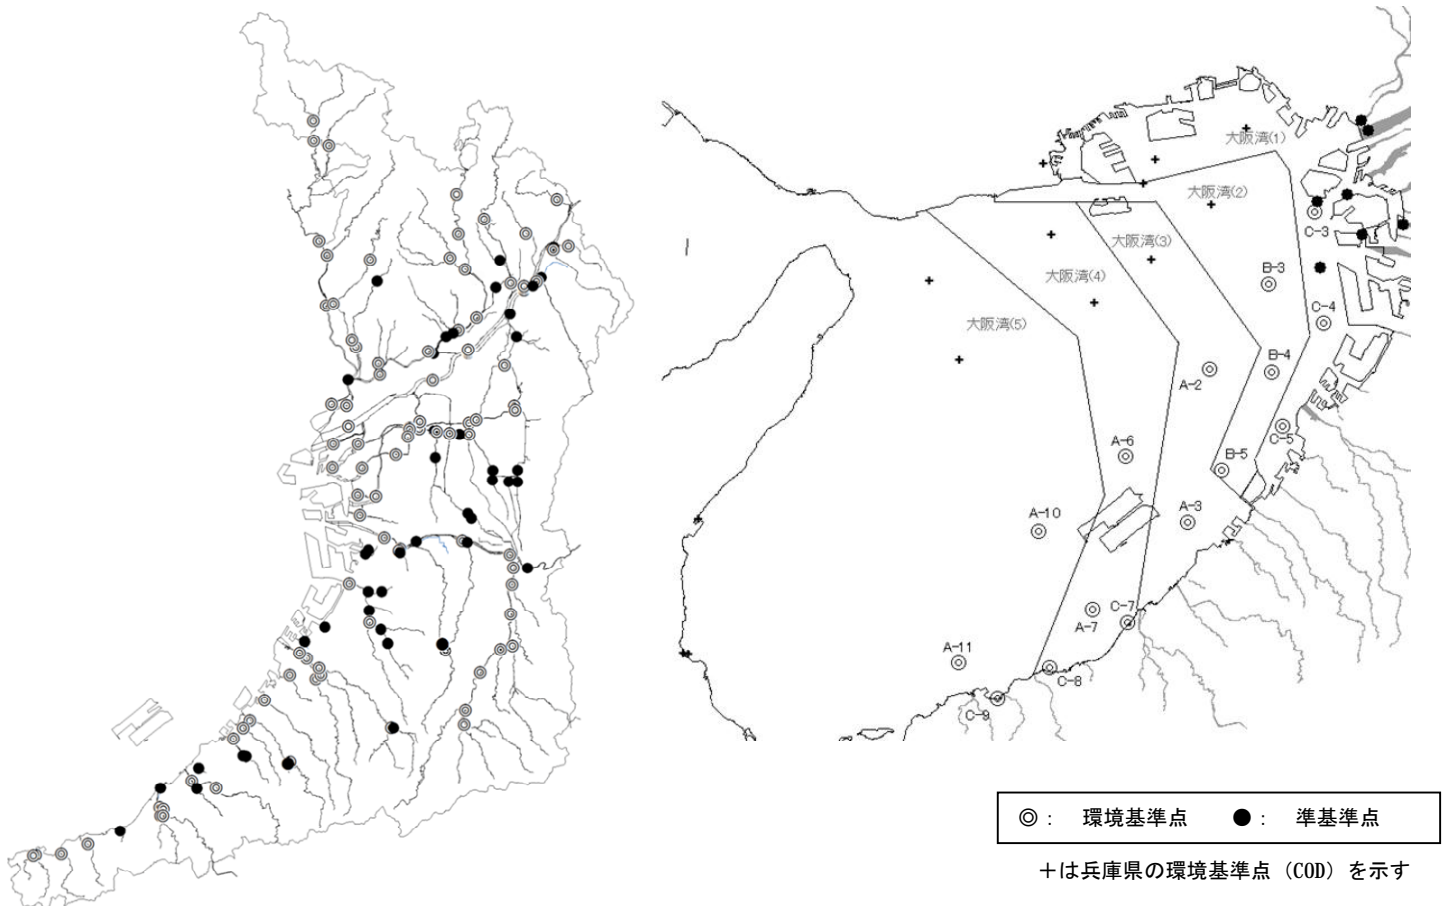 大阪湾(1)
大阪湾(2)
C-3
大阪湾(3)
大阪湾(4)
B-3
大阪湾(5)
C-4
B-4
A-2
C-5
A-6
B-5
A-10
A-3
A-7
C-7
A-11
C-8
C-9
◎： 環境基準点 ●： 準基準点
＋は兵庫県の環境基準点（COD）を示す